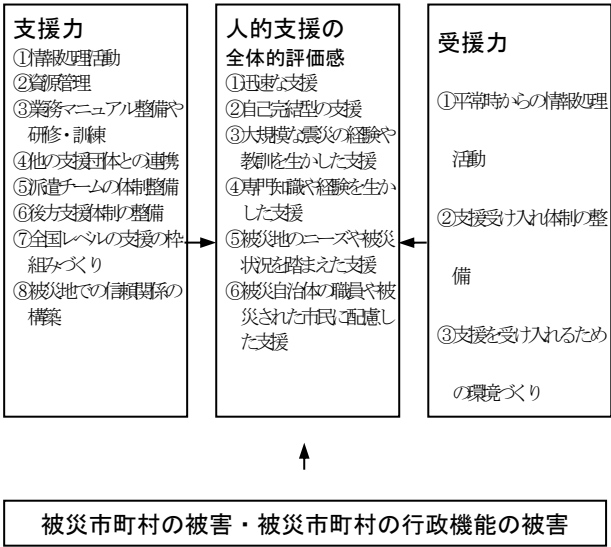 支援力
①情報処理活動
②資源管理
③業務マニュアル整備や
研修・訓練
④他の支援団体との連携
⑤派遣チームの体制整備
⑥後方支援体制の整備
⑦全国レベルの支援の枠
組みづくり
⑧被災地での信頼関係の
構築
人的支援の
全体的評価感
①迅速な支援
②自己完結型の支援
③大規模な震災の経験や
教訓を生かした支援
④専門知識や経験を生か
した支援
⑤被災地のニーズや被災
状況を踏まえた支援
⑥被災自治体の職員や被
災された市民に配慮し
た支援
受援力
①平常時からの情報処理
活動
②支援受け入れ体制の整
備
③支援を受け入れるため
の環境づくり
被災市町村の被害・被災市町村の行政機能の被害